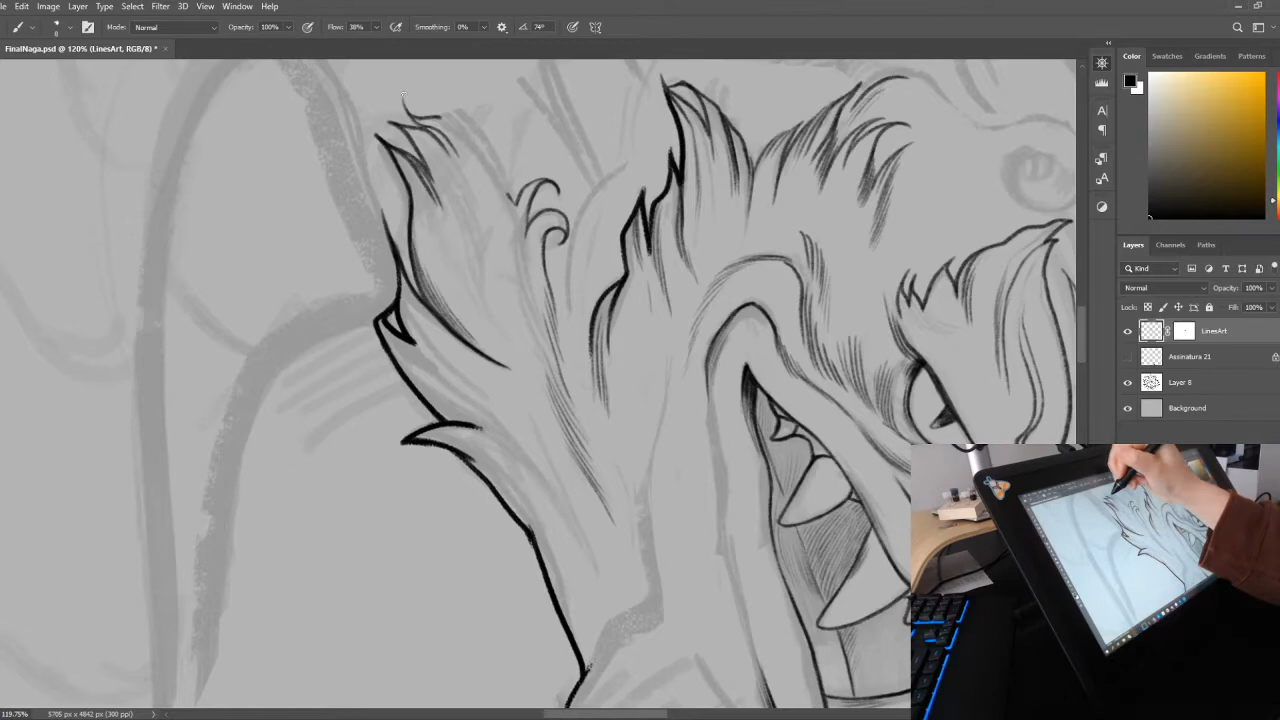 Edit Image Layer Type Select Filter 3D View Window Help
Mode: Normal Opacity: 100% Flow: 38% Smoothing: 0% 74°
FinalNaga.psd @ 120% (LinesArt, RGB/8) *
Color Swatches Gradients Patterns
Layers Channels Paths
Kind
Normal Opacity: 100%
Lock: Fill: 100%
LinesArt
Assinatura 21
Layer 8
Background
119.75% 5705 px x 4842 px (300 ppi)